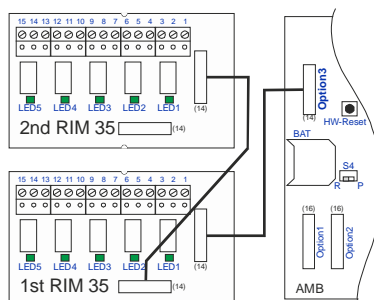 15 14 13 12 11 10 9 8 7 6 5 4 3 2 1
LED5 LED4 LED3 LED2 LED1
(14)
2nd RIM 35
(14)
15 14 13 12 11 10 9 8 7 6 5 4 3 2 1
LED5 LED4 LED3 LED2 LED1
(14)
1st RIM 35
(14)
Option3
(14)
HW-Reset
BAT
S4
R P
(16) (16)
Option1 Option2
AMB